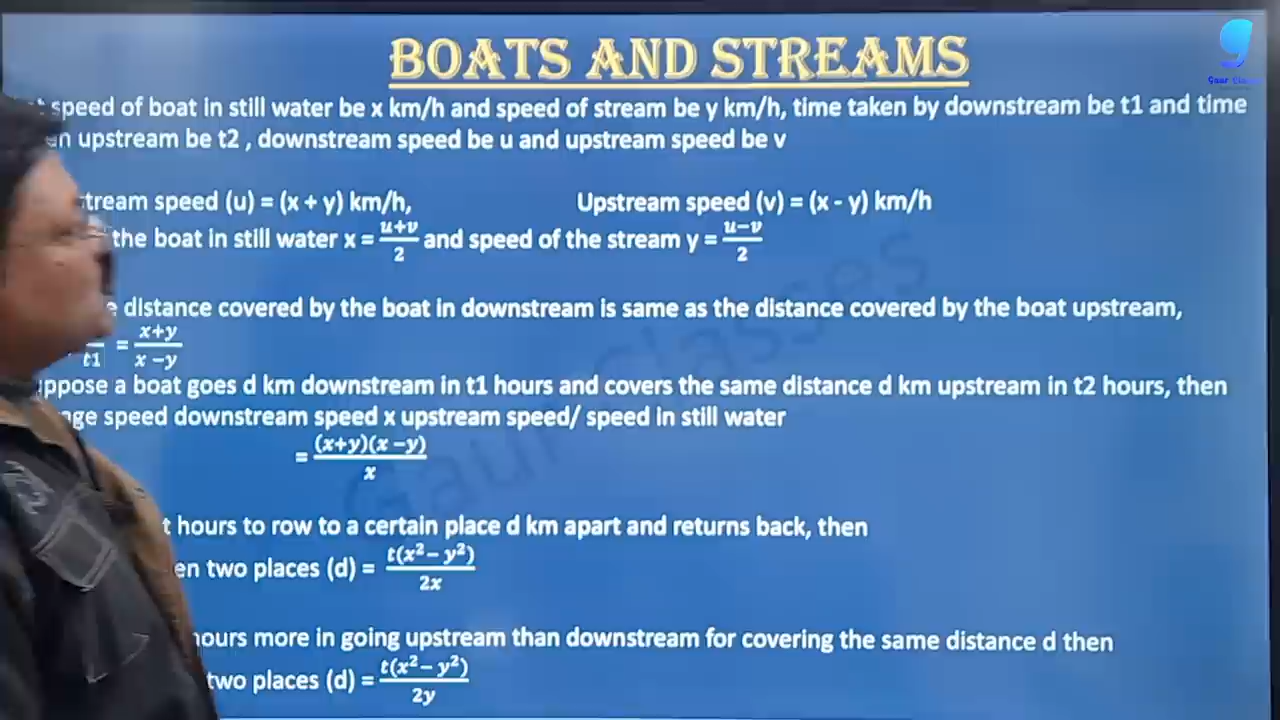 BOATS AND STREAMS
Gaur Classes
speed of boat in still water be x km/h and speed of stream be y km/h, time taken by downstream be t1 and time
upstream be t2 , downstream speed be u and upstream speed be v
speed (u) = (x + y) km/h, Upstream speed (v) = (x - y) km/h
the boat in still water x = u+v/2 and speed of the stream y = u−v/2
distance covered by the boat in downstream is same as the distance covered by the boat upstream,
t1 = x+y/x −y
a boat goes d km downstream in t1 hours and covers the same distance d km upstream in t2 hours, then
speed downstream speed x upstream speed/ speed in still water
= (x+y)(x −y)/x
t hours to row to a certain place d km apart and returns back, then
two places (d) = t(x²− y²)/2x
hours more in going upstream than downstream for covering the same distance d then
two places (d) = t(x²− y²)/2y
Gaur Classes